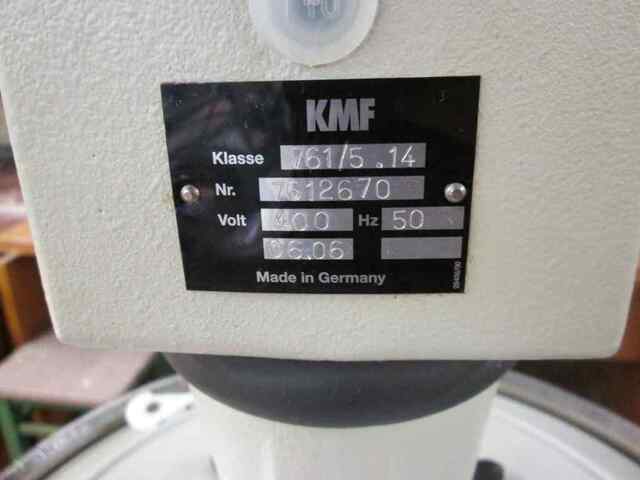 KMF
Klasse 761/5.14
Nr. 7612670
Volt 400 Hz 50
06.06
Made in Germany